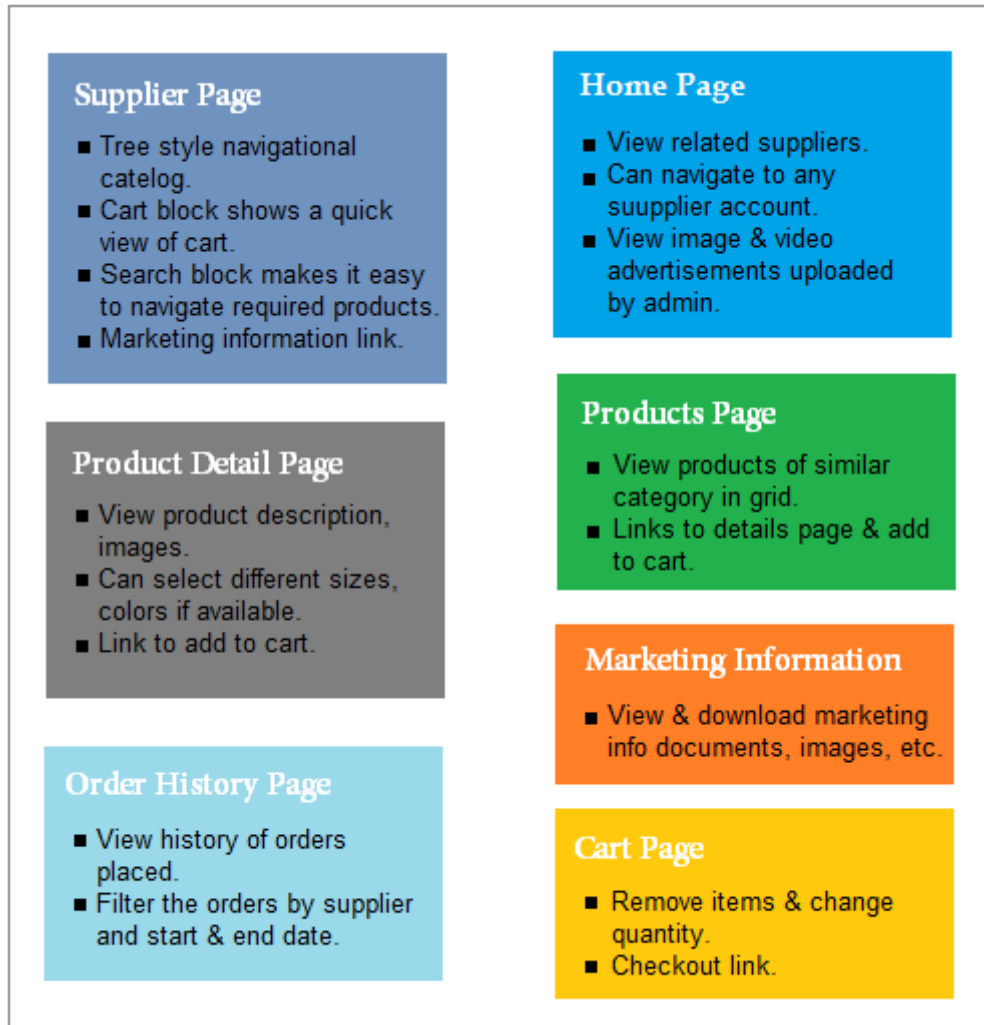 Supplier Page
■ Tree style navigational
catelog.
■ Cart block shows a quick
view of cart.
■ Search block makes it easy
to navigate required products.
■ Marketing information link.
Home Page
■ View related suppliers.
■ Can navigate to any
suupplier account.
■ View image & video
advertisements uploaded
by admin.
Product Detail Page
■ View product description,
images.
■ Can select different sizes,
colors if available.
■ Link to add to cart.
Products Page
■ View products of similar
category in grid.
■ Links to details page & add
to cart.
Marketing Information
■ View & download marketing
info documents, images, etc.
Order History Page
■ View history of orders
placed.
■ Filter the orders by supplier
and start & end date.
Cart Page
■ Remove items & change
quantity.
■ Checkout link.